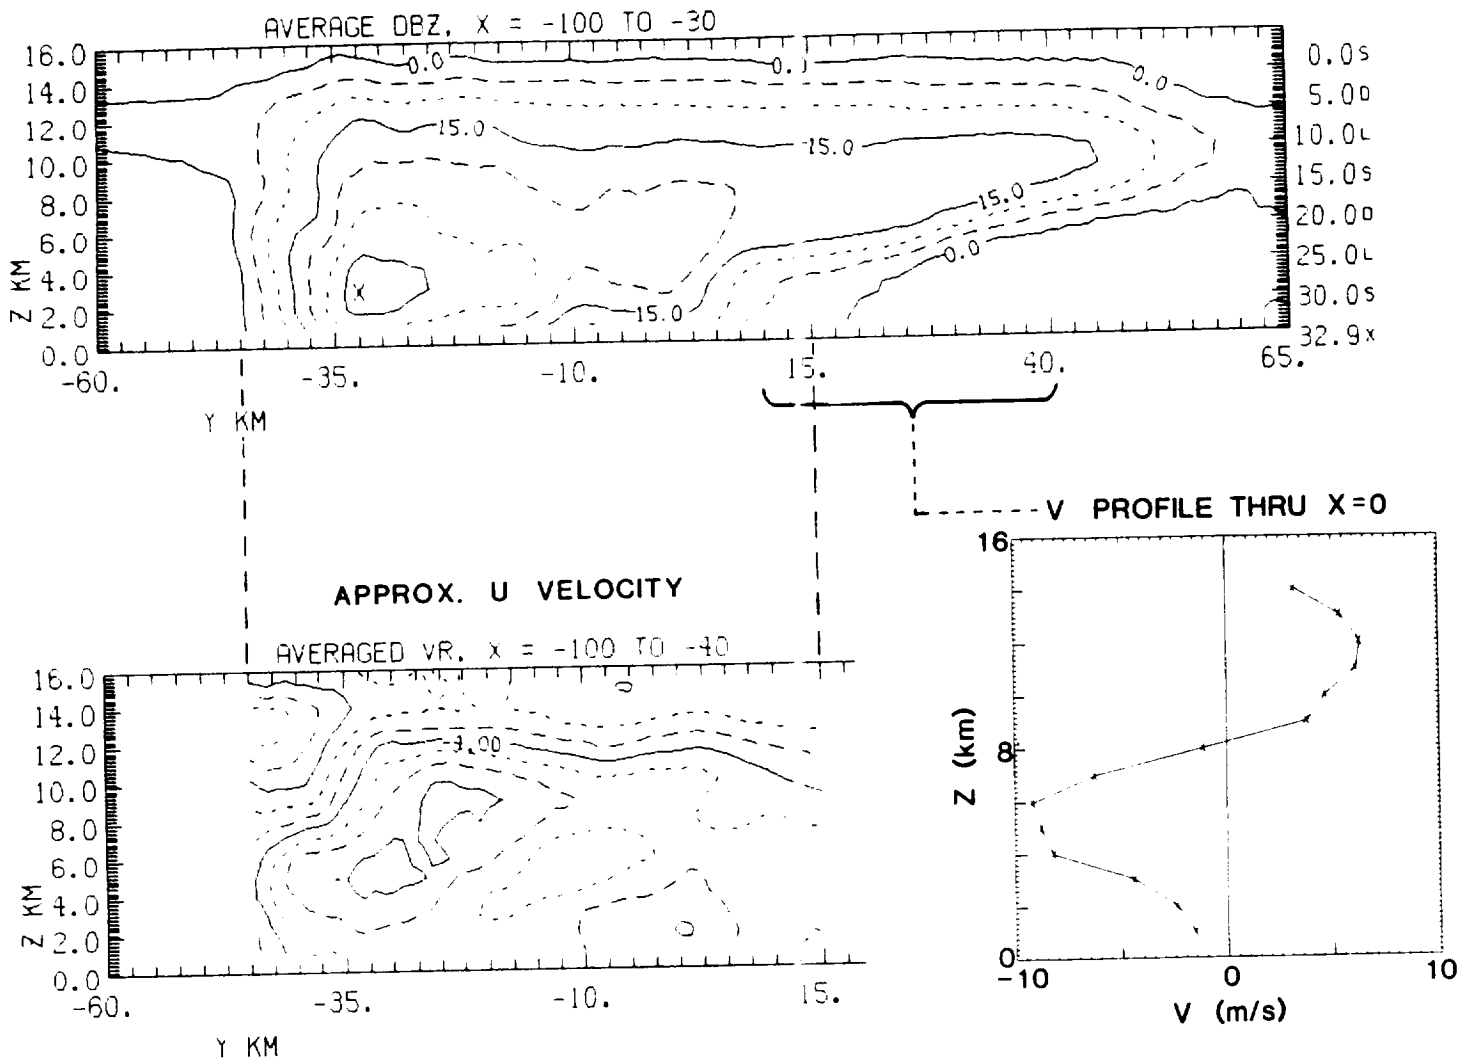 AVERAGE DBZ, X = -100 TO -30
16.0
14.0
12.0
10.0
8.0
6.0
4.0
2.0
0.0
Z KM
0.0
0.0
0.0
15.0
15.0
15.0
0.0
15.0
X
0.0S
5.0D
10.0L
15.0S
20.0D
25.0L
30.0S
32.9X
-60. -35. -10. 15. 40. 65.
Y KM
V PROFILE THRU X=0
APPROX. U VELOCITY
AVERAGED VR, X = -100 TO -40
16.0
14.0
12.0
10.0
8.0
6.0
4.0
2.0
0.0
Z KM
-60. -35. -10. 15.
Y KM
16
8
0
Z (km)
-10 0 10
V (m/s)